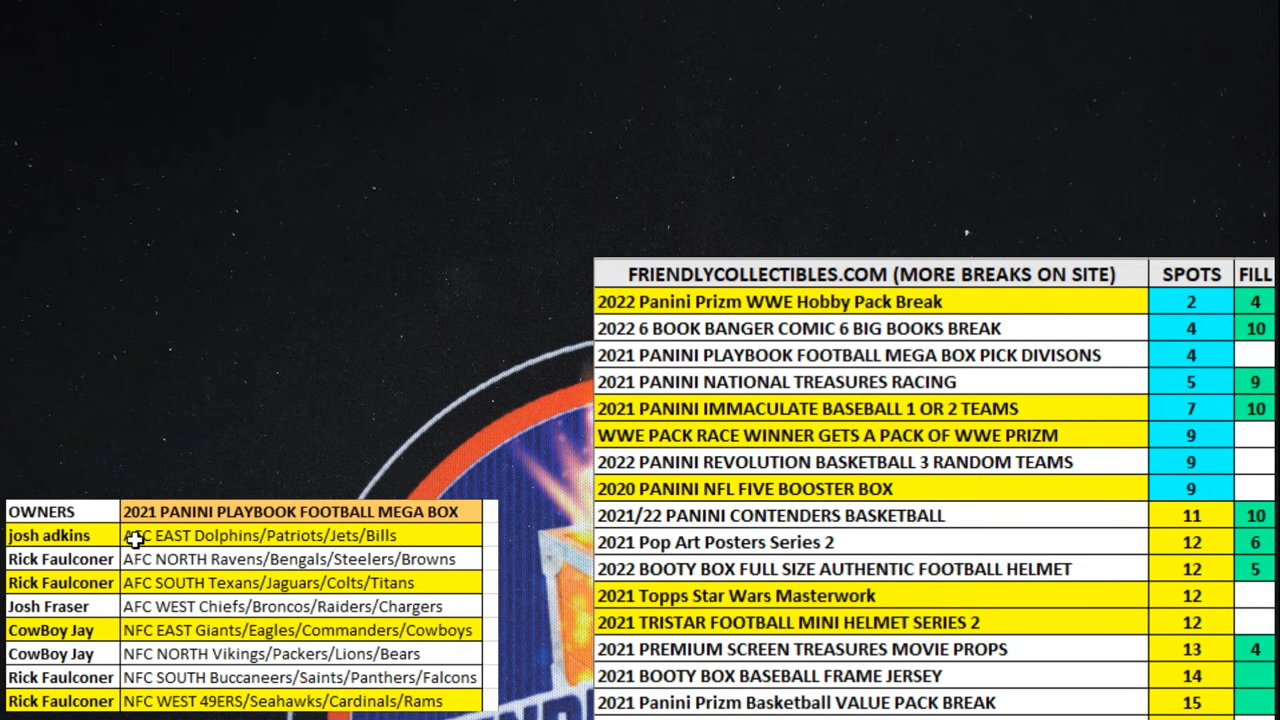 FRIENDLYCOLLECTIBLES.COM (MORE BREAKS ON SITE) SPOTS FILL
2022 Panini Prizm WWE Hobby Pack Break 2 4
2022 6 BOOK BANGER COMIC 6 BIG BOOKS BREAK 4 10
2021 PANINI PLAYBOOK FOOTBALL MEGA BOX PICK DIVISONS 4
2021 PANINI NATIONAL TREASURES RACING 5 9
2021 PANINI IMMACULATE BASEBALL 1 OR 2 TEAMS 7 10
WWE PACK RACE WINNER GETS A PACK OF WWE PRIZM 9
2022 PANINI REVOLUTION BASKETBALL 3 RANDOM TEAMS 9
2020 PANINI NFL FIVE BOOSTER BOX 9
2021/22 PANINI CONTENDERS BASKETBALL 11 10
2021 Pop Art Posters Series 2 12 6
2022 BOOTY BOX FULL SIZE AUTHENTIC FOOTBALL HELMET 12 5
2021 Topps Star Wars Masterwork 12
2021 TRISTAR FOOTBALL MINI HELMET SERIES 2 12
2021 PREMIUM SCREEN TREASURES MOVIE PROPS 13 4
2021 BOOTY BOX BASEBALL FRAME JERSEY 14
2021 Panini Prizm Basketball VALUE PACK BREAK 15
OWNERS 2021 PANINI PLAYBOOK FOOTBALL MEGA BOX
josh adkins AFC EAST Dolphins/Patriots/Jets/Bills
Rick Faulconer AFC NORTH Ravens/Bengals/Steelers/Browns
Rick Faulconer AFC SOUTH Texans/Jaguars/Colts/Titans
Josh Fraser AFC WEST Chiefs/Broncos/Raiders/Chargers
CowBoy Jay NFC EAST Giants/Eagles/Commanders/Cowboys
CowBoy Jay NFC NORTH Vikings/Packers/Lions/Bears
Rick Faulconer NFC SOUTH Buccaneers/Saints/Panthers/Falcons
Rick Faulconer NFC WEST 49ERS/Seahawks/Cardinals/Rams